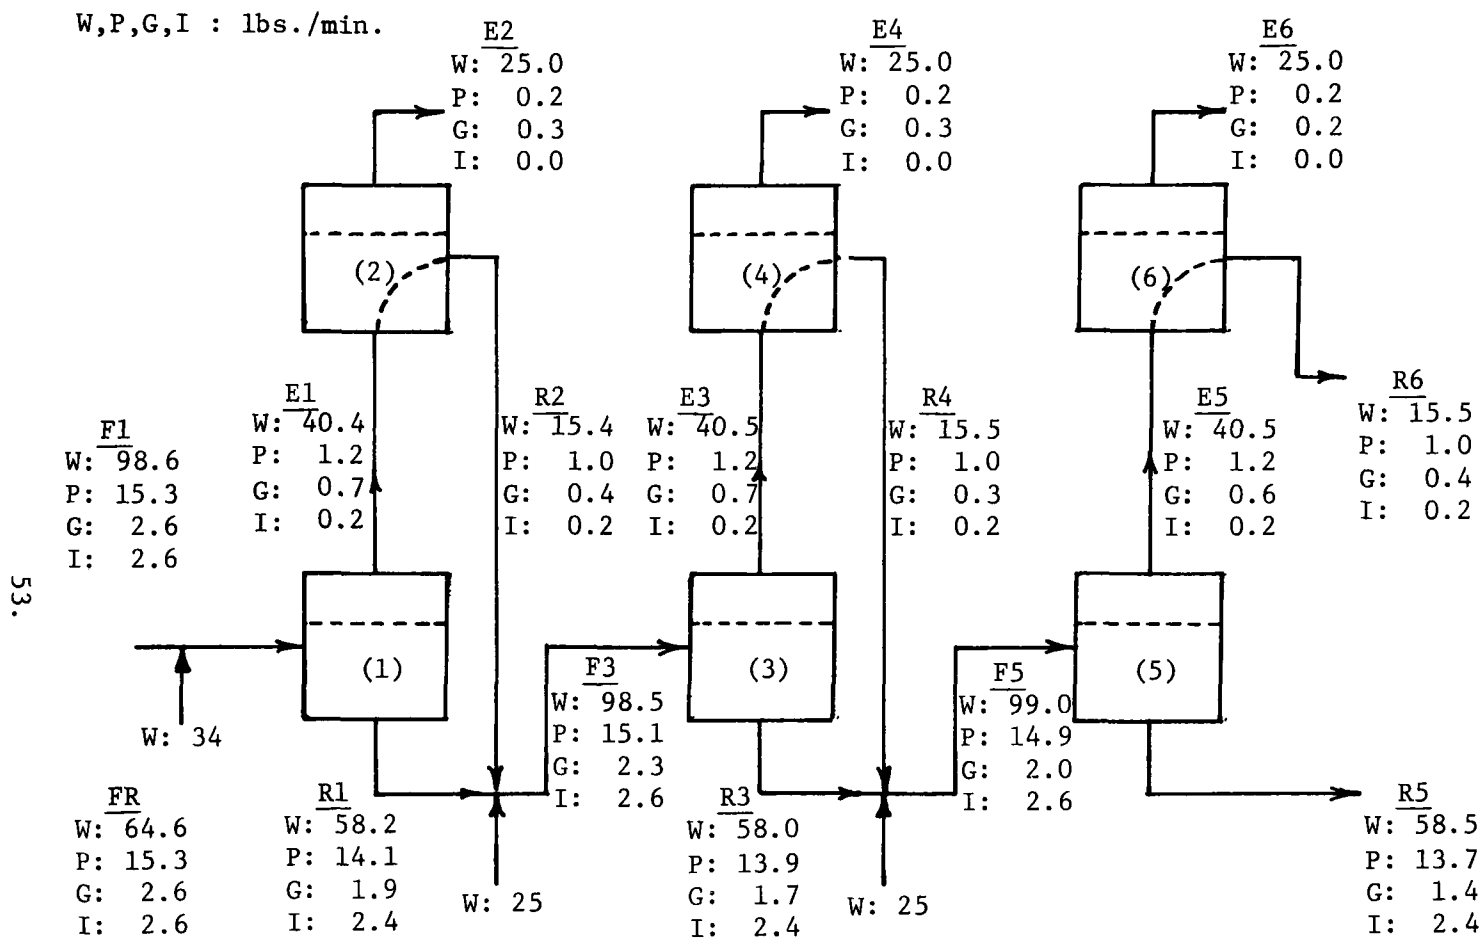 W,P,G,I : lbs./min.
E2
W: 25.0
P: 0.2
G: 0.3
I: 0.0
E4
W: 25.0
P: 0.2
G: 0.3
I: 0.0
E6
W: 25.0
P: 0.2
G: 0.2
I: 0.0
(2)
(4)
(6)
F1
W: 98.6
P: 15.3
G: 2.6
I: 2.6
E1
W: 40.4
P: 1.2
G: 0.7
I: 0.2
R2
W: 15.4
P: 1.0
G: 0.4
I: 0.2
E3
W: 40.5
P: 1.2
G: 0.7
I: 0.2
R4
W: 15.5
P: 1.0
G: 0.3
I: 0.2
E5
W: 40.5
P: 1.2
G: 0.6
I: 0.2
R6
W: 15.5
P: 1.0
G: 0.4
I: 0.2
53.
(1)
(3)
(5)
W: 34
F3
W: 98.5
P: 15.1
G: 2.3
I: 2.6
F5
W: 99.0
P: 14.9
G: 2.0
I: 2.6
FR
W: 64.6
P: 15.3
G: 2.6
I: 2.6
R1
W: 58.2
P: 14.1
G: 1.9
I: 2.4
W: 25
R3
W: 58.0
P: 13.9
G: 1.7
I: 2.4
W: 25
R5
W: 58.5
P: 13.7
G: 1.4
I: 2.4